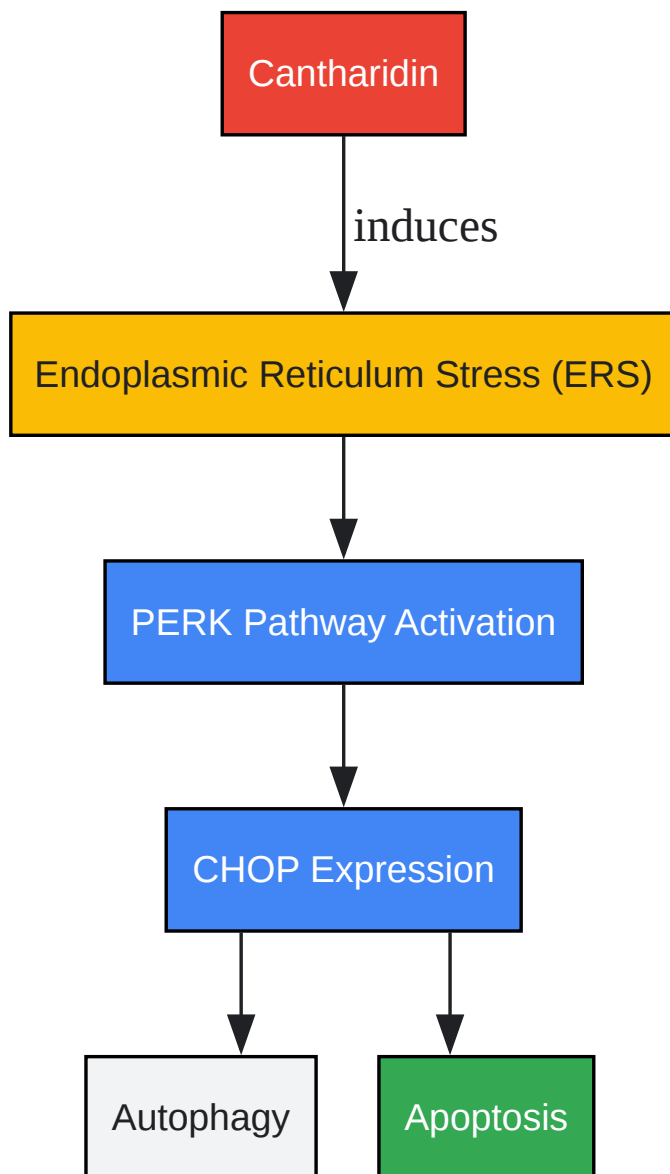 Cantharidin
induces
Endoplasmic Reticulum Stress (ERS)
PERK Pathway Activation
CHOP Expression
Autophagy
Apoptosis